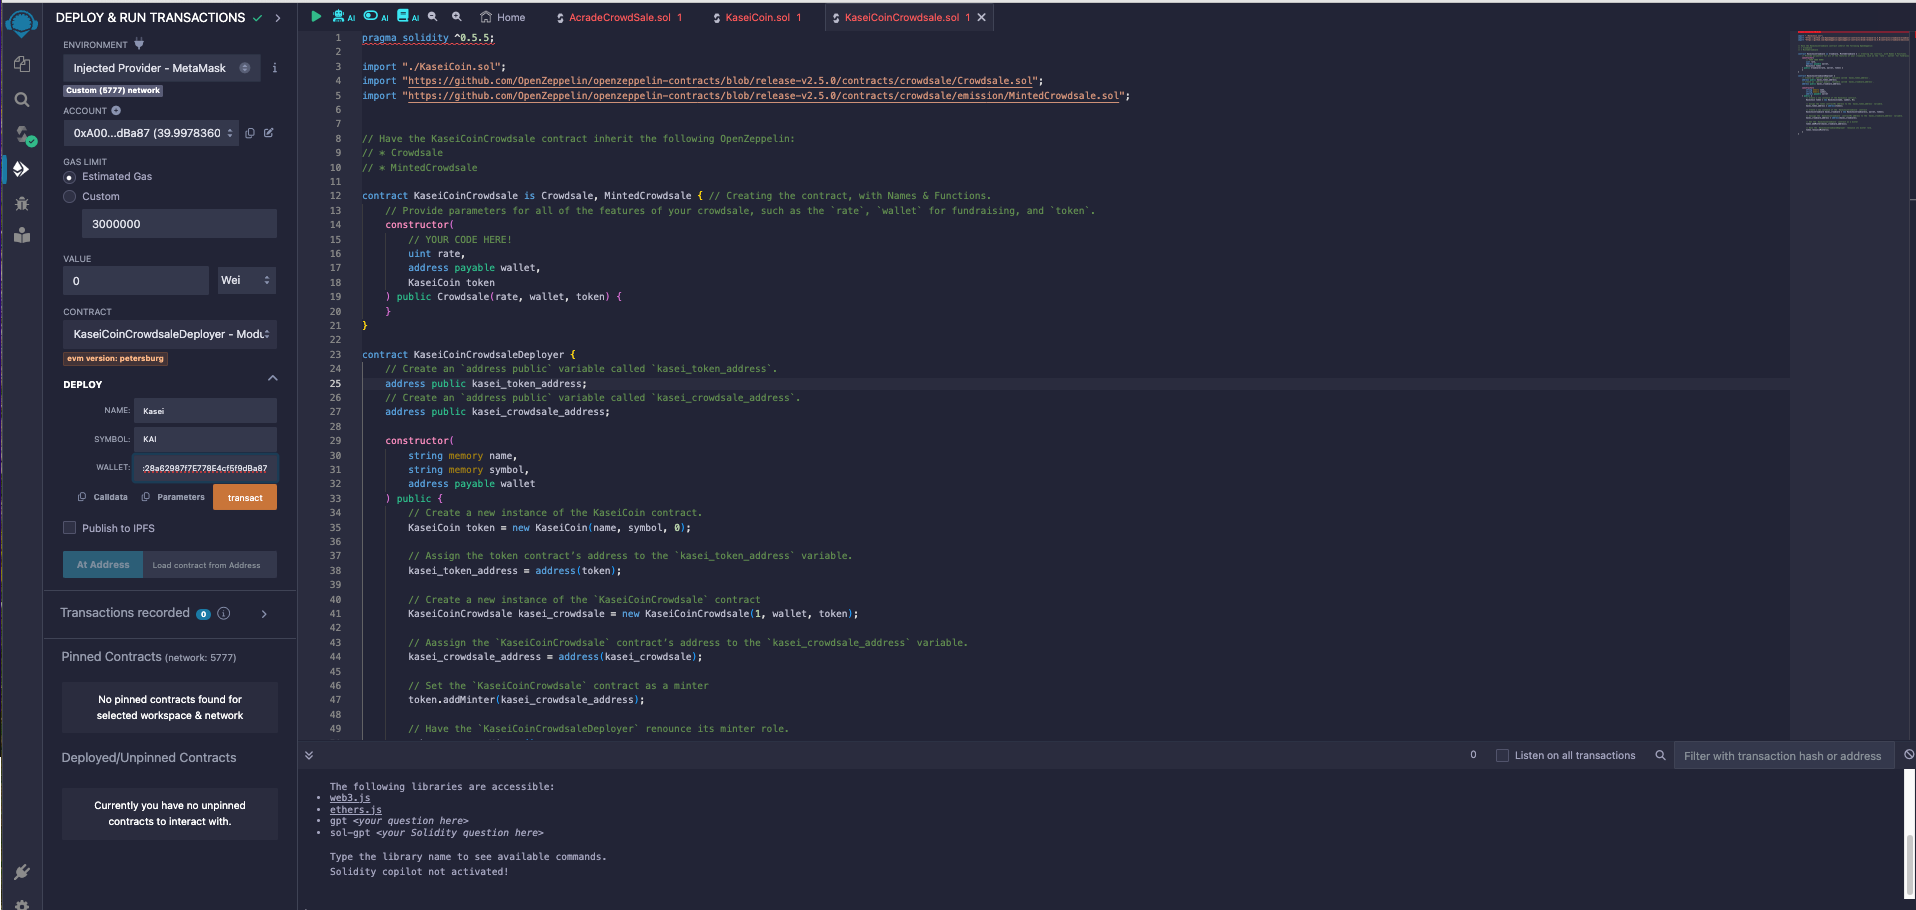 DEPLOY & RUN TRANSACTIONS
ENVIRONMENT
Injected Provider - MetaMask
Custom (5777) network
ACCOUNT
0xA00...dBa87 (39.9978360
GAS LIMIT
Estimated Gas
Custom
3000000
VALUE
0
Wei
CONTRACT
KaseiCoinCrowdsaleDeployer - Modu
evm version: petersburg
DEPLOY
NAME: Kasei
SYMBOL: KAI
WALLET: :28a62987f7E778E4cf5f9dBa87
Calldata Parameters transact
Publish to IPFS
At Address Load contract from Address
Transactions recorded 0
Pinned Contracts (network: 5777)
No pinned contracts found for
selected workspace & network
Deployed/Unpinned Contracts
Currently you have no unpinned
contracts to interact with.
AI AI AI Home AcradeCrowdSale.sol 1 KaseiCoin.sol 1 KaseiCoinCrowdsale.sol 1
1 pragma solidity ^0.5.5;
2
3 import "./KaseiCoin.sol";
4 import "https://github.com/OpenZeppelin/openzeppelin-contracts/blob/release-v2.5.0/contracts/crowdsale/Crowdsale.sol";
5 import "https://github.com/OpenZeppelin/openzeppelin-contracts/blob/release-v2.5.0/contracts/crowdsale/emission/MintedCrowdsale.sol";
6
7
8 // Have the KaseiCoinCrowdsale contract inherit the following OpenZeppelin:
9 // * Crowdsale
10 // * MintedCrowdsale
11
12 contract KaseiCoinCrowdsale is Crowdsale, MintedCrowdsale { // Creating the contract, with Names & Functions.
13 // Provide parameters for all of the features of your crowdsale, such as the `rate`, `wallet` for fundraising, and `token`.
14 constructor(
15 // YOUR CODE HERE!
16 uint rate,
17 address payable wallet,
18 KaseiCoin token
19 ) public Crowdsale(rate, wallet, token) {
20 }
21 }
22
23 contract KaseiCoinCrowdsaleDeployer {
24 // Create an `address public` variable called `kasei_token_address`.
25 address public kasei_token_address;
26 // Create an `address public` variable called `kasei_crowdsale_address`.
27 address public kasei_crowdsale_address;
28
29 constructor(
30 string memory name,
31 string memory symbol,
32 address payable wallet
33 ) public {
34 // Create a new instance of the KaseiCoin contract.
35 KaseiCoin token = new KaseiCoin(name, symbol, 0);
36
37 // Assign the token contract's address to the `kasei_token_address` variable.
38 kasei_token_address = address(token);
39
40 // Create a new instance of the `KaseiCoinCrowdsale` contract
41 KaseiCoinCrowdsale kasei_crowdsale = new KaseiCoinCrowdsale(1, wallet, token);
42
43 // Aassign the `KaseiCoinCrowdsale` contract's address to the `kasei_crowdsale_address` variable.
44 kasei_crowdsale_address = address(kasei_crowdsale);
45
46 // Set the `KaseiCoinCrowdsale` contract as a minter
47 token.addMinter(kasei_crowdsale_address);
48
49 // Have the `KaseiCoinCrowdsaleDeployer` renounce its minter role.
0 Listen on all transactions Filter with transaction hash or address
The following libraries are accessible:
• web3.js
• ethers.js
• gpt <your question here>
• sol-gpt <your Solidity question here>
Type the library name to see available commands.
Solidity copilot not activated!